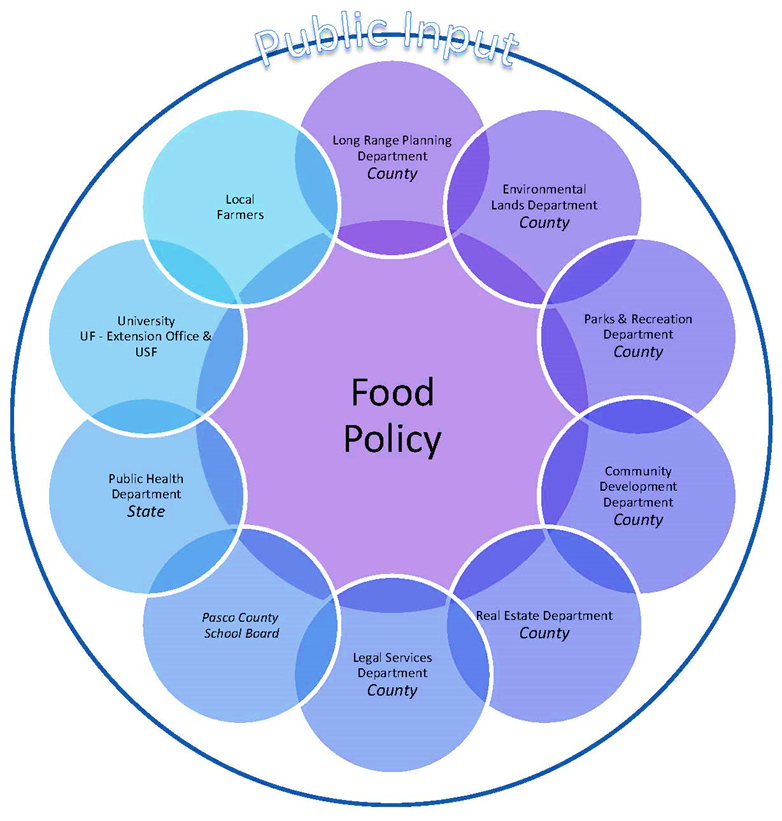 Public Input
Long Range Planning
Department
County
Environmental
Lands Department
County
Parks & Recreation
Department
County
Community
Development
Department
County
Real Estate Department
County
Legal Services
Department
County
Pasco County
School Board
Public Health
Department
State
University
UF - Extension Office &
USF
Local
Farmers
Food
Policy